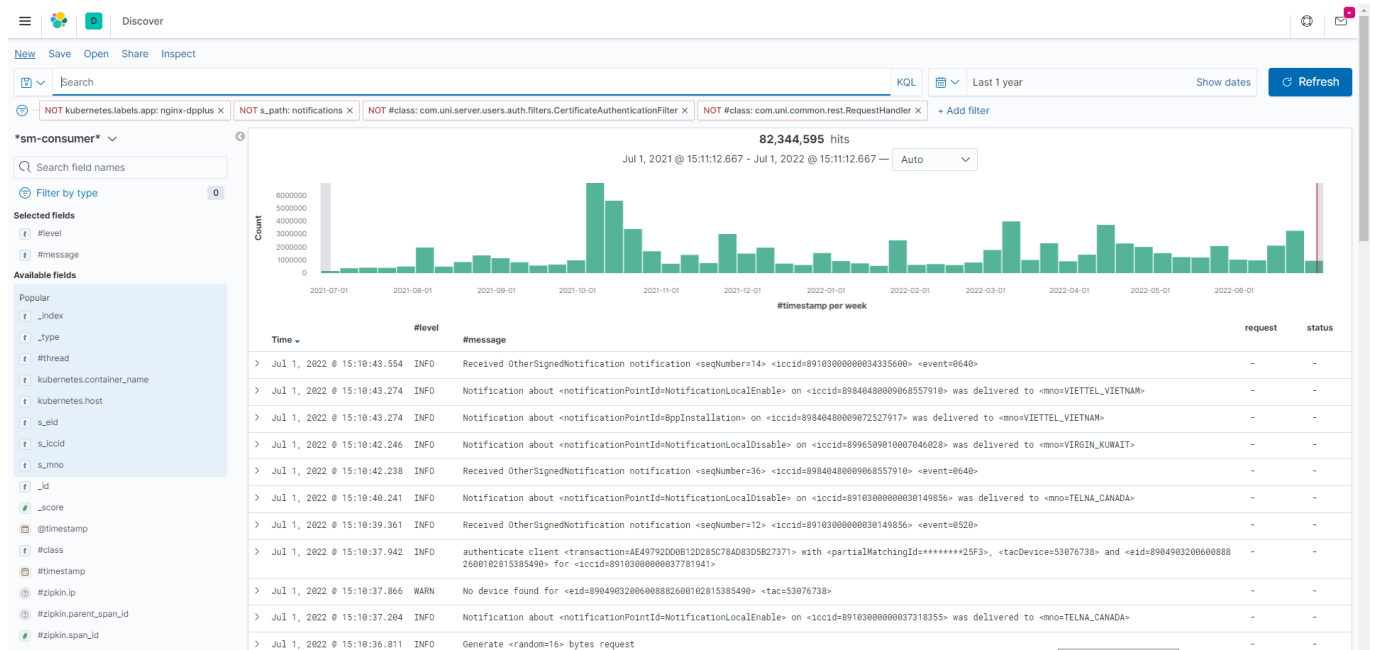 D Discover
New Save Open Share Inspect
Search KQL Last 1 year Show dates Refresh
NOT kubernetes.labels.app: nginx-dpplus × NOT s_path: notifications × NOT #class: com.uni.server.users.auth.filters.CertificateAuthenticationFilter × NOT #class: com.uni.common.rest.RequestHandler × + Add filter
*sm-consumer*
Search field names
Filter by type 0
Selected fields
t #level
t #message
Available fields
Popular
t _index
t _type
t #thread
t kubernetes.container_name
t kubernetes.host
t s_eid
t s_iccid
t s_mno
t _id
# _score
@timestamp
t #class
#timestamp
#zipkin.ip
#zipkin.parent_span_id
# #zipkin.span_id
82,344,595 hits
Jul 1, 2021 @ 15:11:12.667 - Jul 1, 2022 @ 15:11:12.667 — Auto
Count
6000000
5000000
4000000
3000000
2000000
1000000
0
2021-07-01 2021-08-01 2021-09-01 2021-10-01 2021-11-01 2021-12-01 2022-01-01 2022-02-01 2022-03-01 2022-04-01 2022-05-01 2022-06-01
#timestamp per week
Time #level #message request status
Jul 1, 2022 @ 15:10:43.554 INFO Received OtherSignedNotification notification <seqNumber=14> <iccid=89103000000034335600> <event=0640> - -
Jul 1, 2022 @ 15:10:43.274 INFO Notification about <notificationPointId=NotificationLocalEnable> on <iccid=89840480009068557910> was delivered to <mno=VIETTEL_VIETNAM> - -
Jul 1, 2022 @ 15:10:43.274 INFO Notification about <notificationPointId=BppInstallation> on <iccid=89840480009072527917> was delivered to <mno=VIETTEL_VIETNAM> - -
Jul 1, 2022 @ 15:10:42.246 INFO Notification about <notificationPointId=NotificationLocalDisable> on <iccid=8996509010007046028> was delivered to <mno=VIRGIN_KUWAIT> - -
Jul 1, 2022 @ 15:10:42.238 INFO Received OtherSignedNotification notification <seqNumber=36> <iccid=89840480009068557910> <event=0640> - -
Jul 1, 2022 @ 15:10:40.241 INFO Notification about <notificationPointId=NotificationLocalDisable> on <iccid=89103000000030149856> was delivered to <mno=TELNA_CANADA> - -
Jul 1, 2022 @ 15:10:39.361 INFO Received OtherSignedNotification notification <seqNumber=12> <iccid=89103000000030149856> <event=0520> - -
Jul 1, 2022 @ 15:10:37.942 INFO authenticate client <transaction=AE49792DD0B12D285C78AD83D5B27371> with <partialMatchingId=********25F3>, <tacDevice=53076738> and <eid=8904903200600888
2600102815385490> for <iccid=89103000000037781941> - -
Jul 1, 2022 @ 15:10:37.866 WARN No device found for <eid=89049032006008882600102815385490> <tac=53076738> - -
Jul 1, 2022 @ 15:10:37.204 INFO Notification about <notificationPointId=NotificationLocalEnable> on <iccid=89103000000037318355> was delivered to <mno=TELNA_CANADA> - -
Jul 1, 2022 @ 15:10:36.811 INFO Generate <random=16> bytes request - -